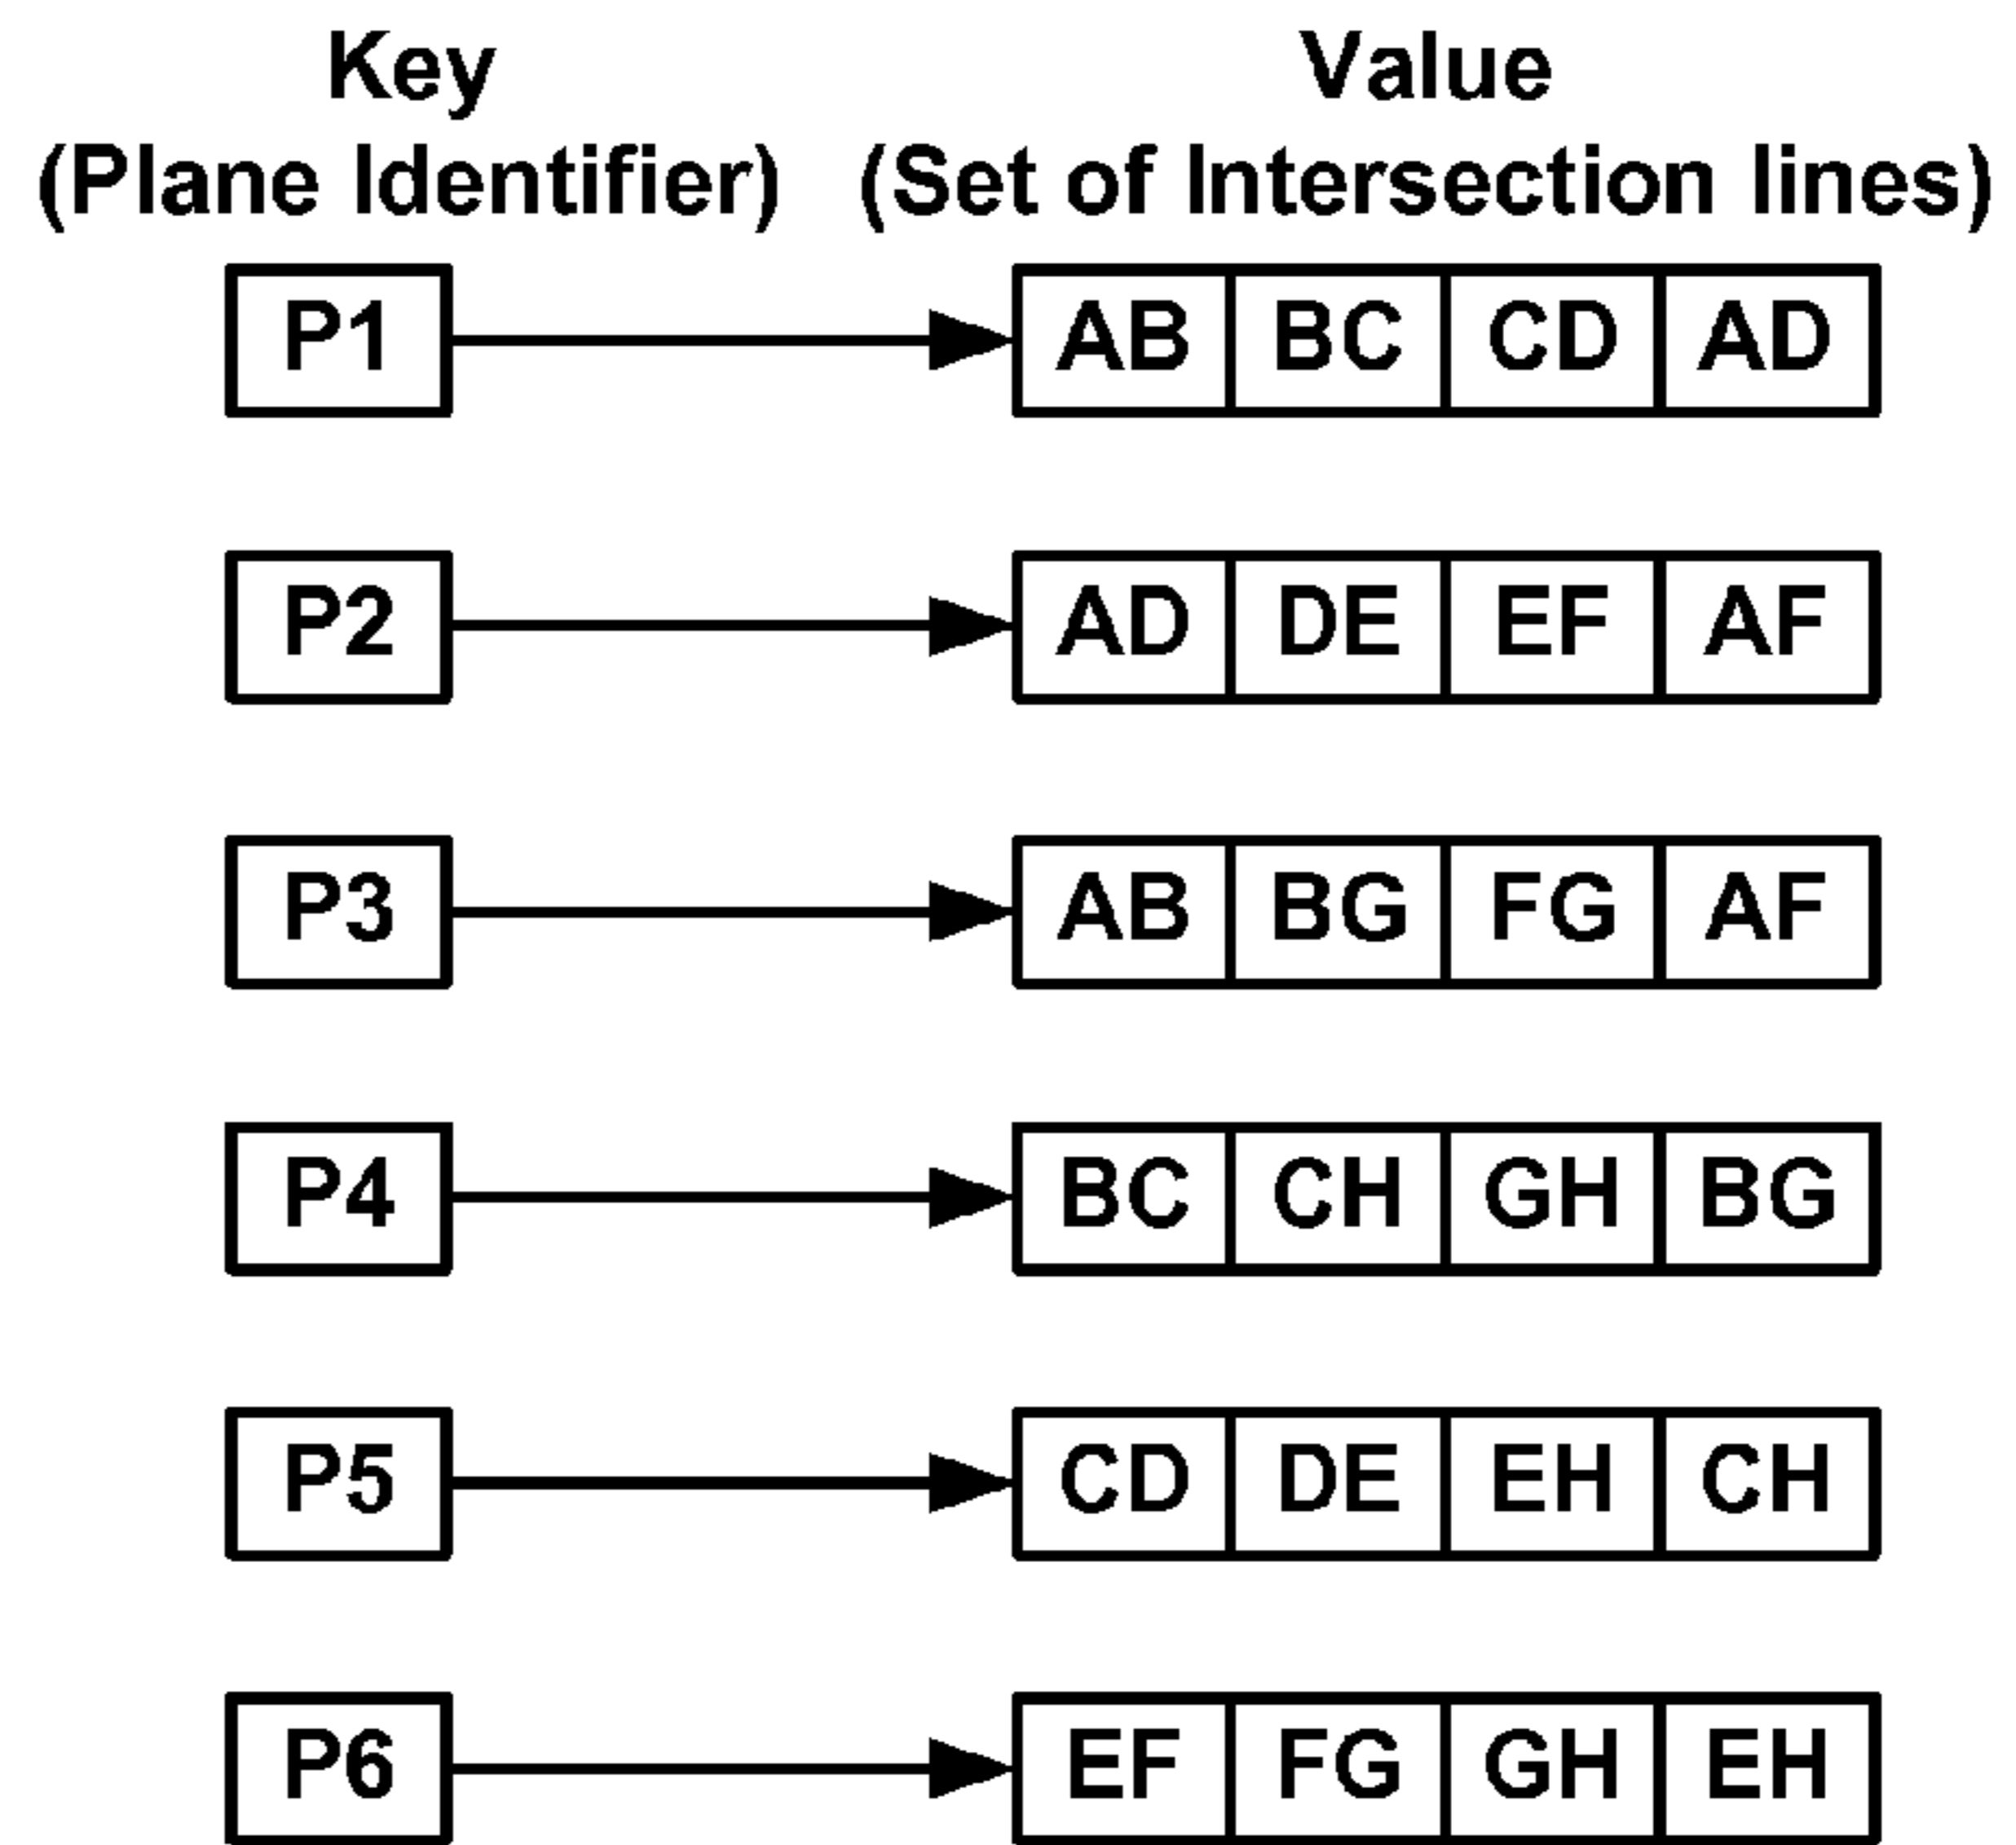 Key Value
(Plane Identifier) (Set of Intersection lines)
P1 AB BC CD AD
P2 AD DE EF AF
P3 AB BG FG AF
P4 BC CH GH BG
P5 CD DE EH CH
P6 EF FG GH EH